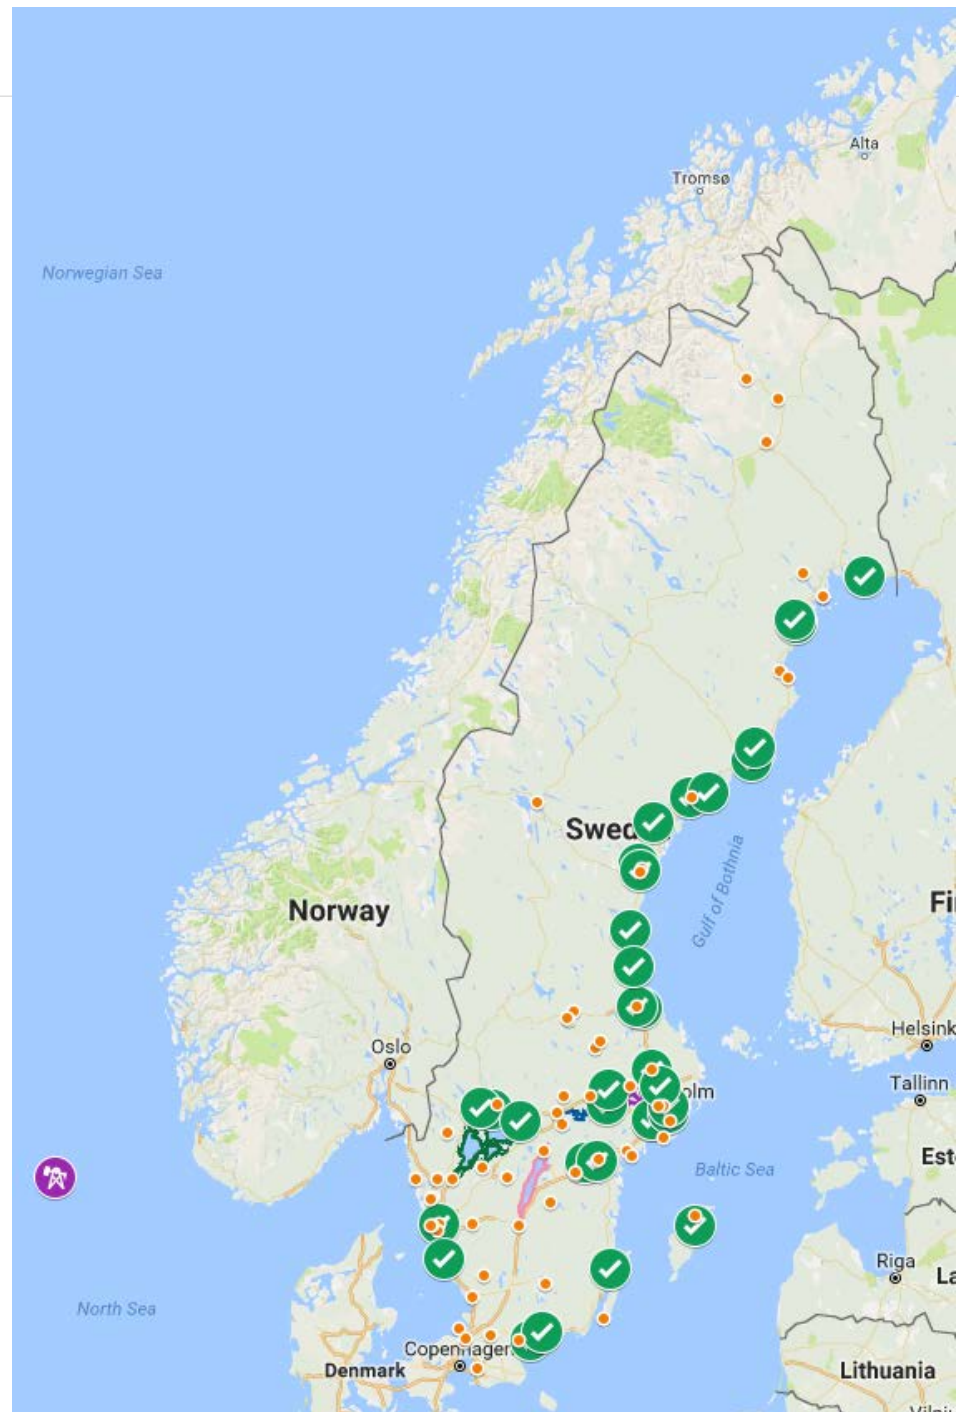 Alta
Tromsø
Norwegian Sea
Swed
Gulf of Bothnia
Norway
Fi
Helsink
Oslo
Tallinn
olm
Est
Baltic Sea
Riga
La
North Sea
Copenhagen
Denmark
Lithuania